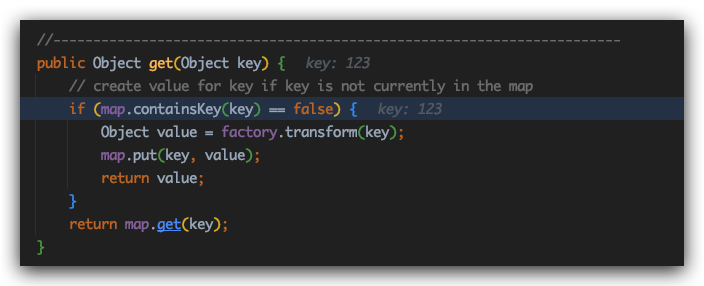 //-----------------------------------------------------------------------
public Object get(Object key) {   key: 123
    // create value for key if key is not currently in the map
    if (map.containsKey(key) == false) {   key: 123
        Object value = factory.transform(key);
        map.put(key, value);
        return value;
    }
    return map.get(key);
}